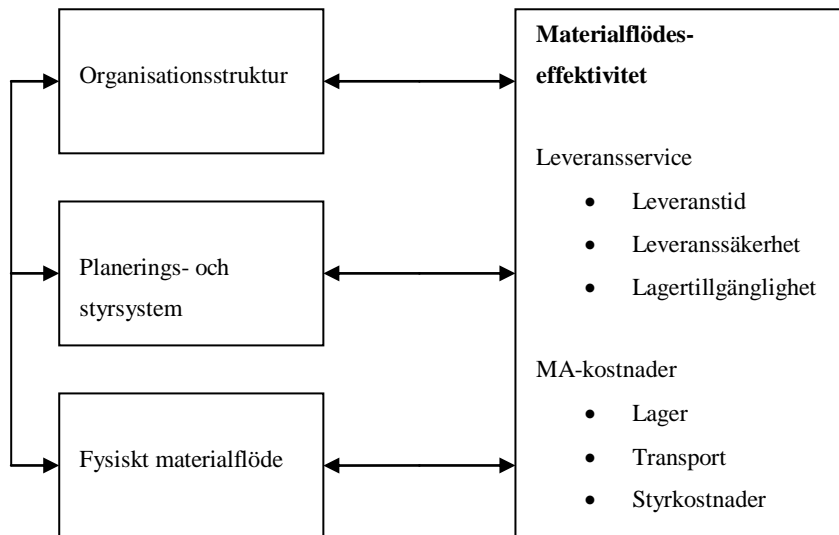 Organisationsstruktur
Planerings- och
styrsystem
Fysiskt materialflöde
Materialflödes-
effektivitet
Leveransservice
• Leveranstid
• Leveranssäkerhet
• Lagertillgänglighet
MA-kostnader
• Lager
• Transport
• Styrkostnader